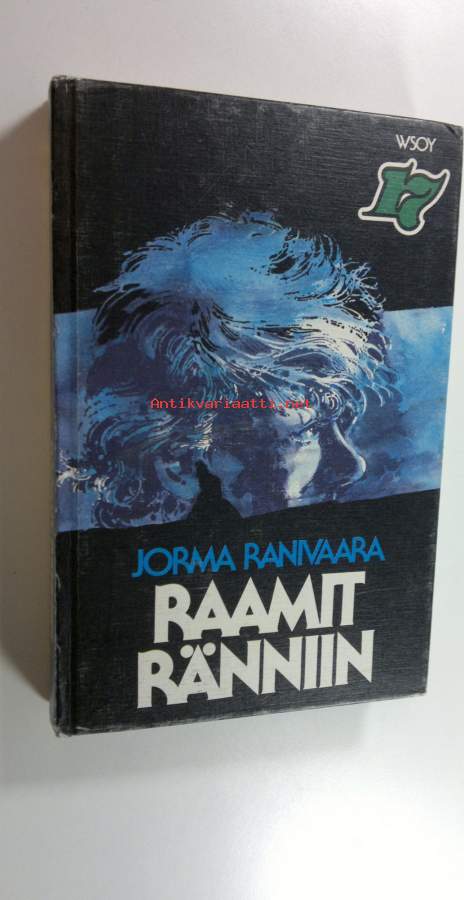 WSOY
17
Antikvariaatti.net
JORMA RANIVAARA
RAAMIT
RÄNNIIN